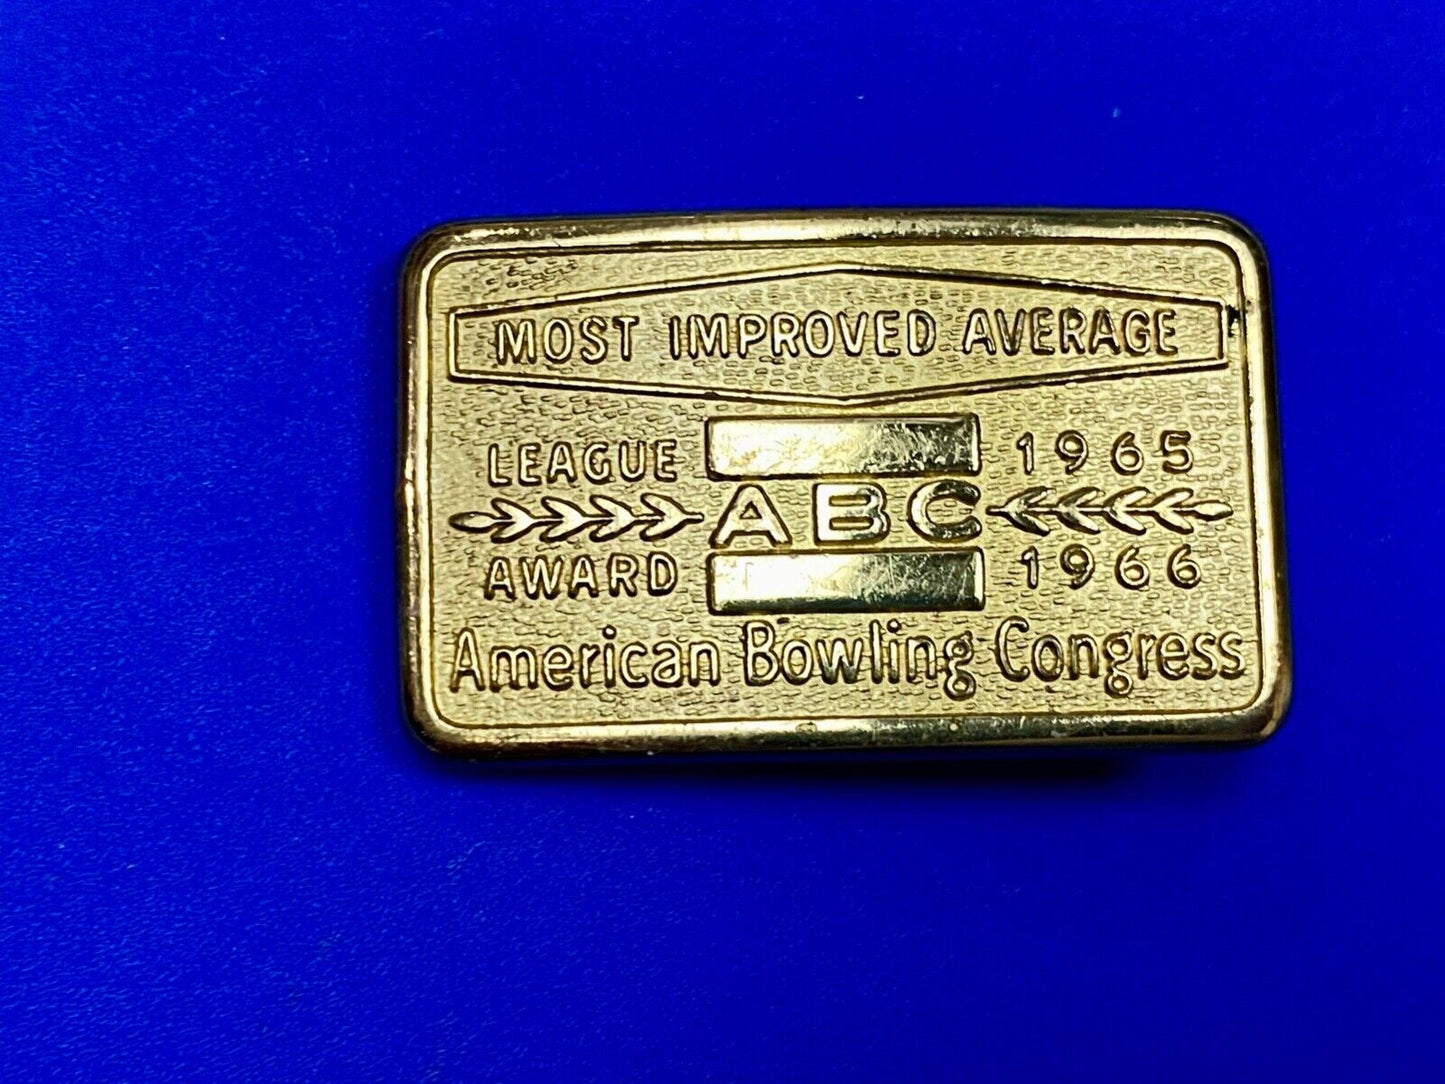 MOST IMPROVED AVERAGE
LEAGUE 1965
ABC
AWARD 1966
American Bowling Congress